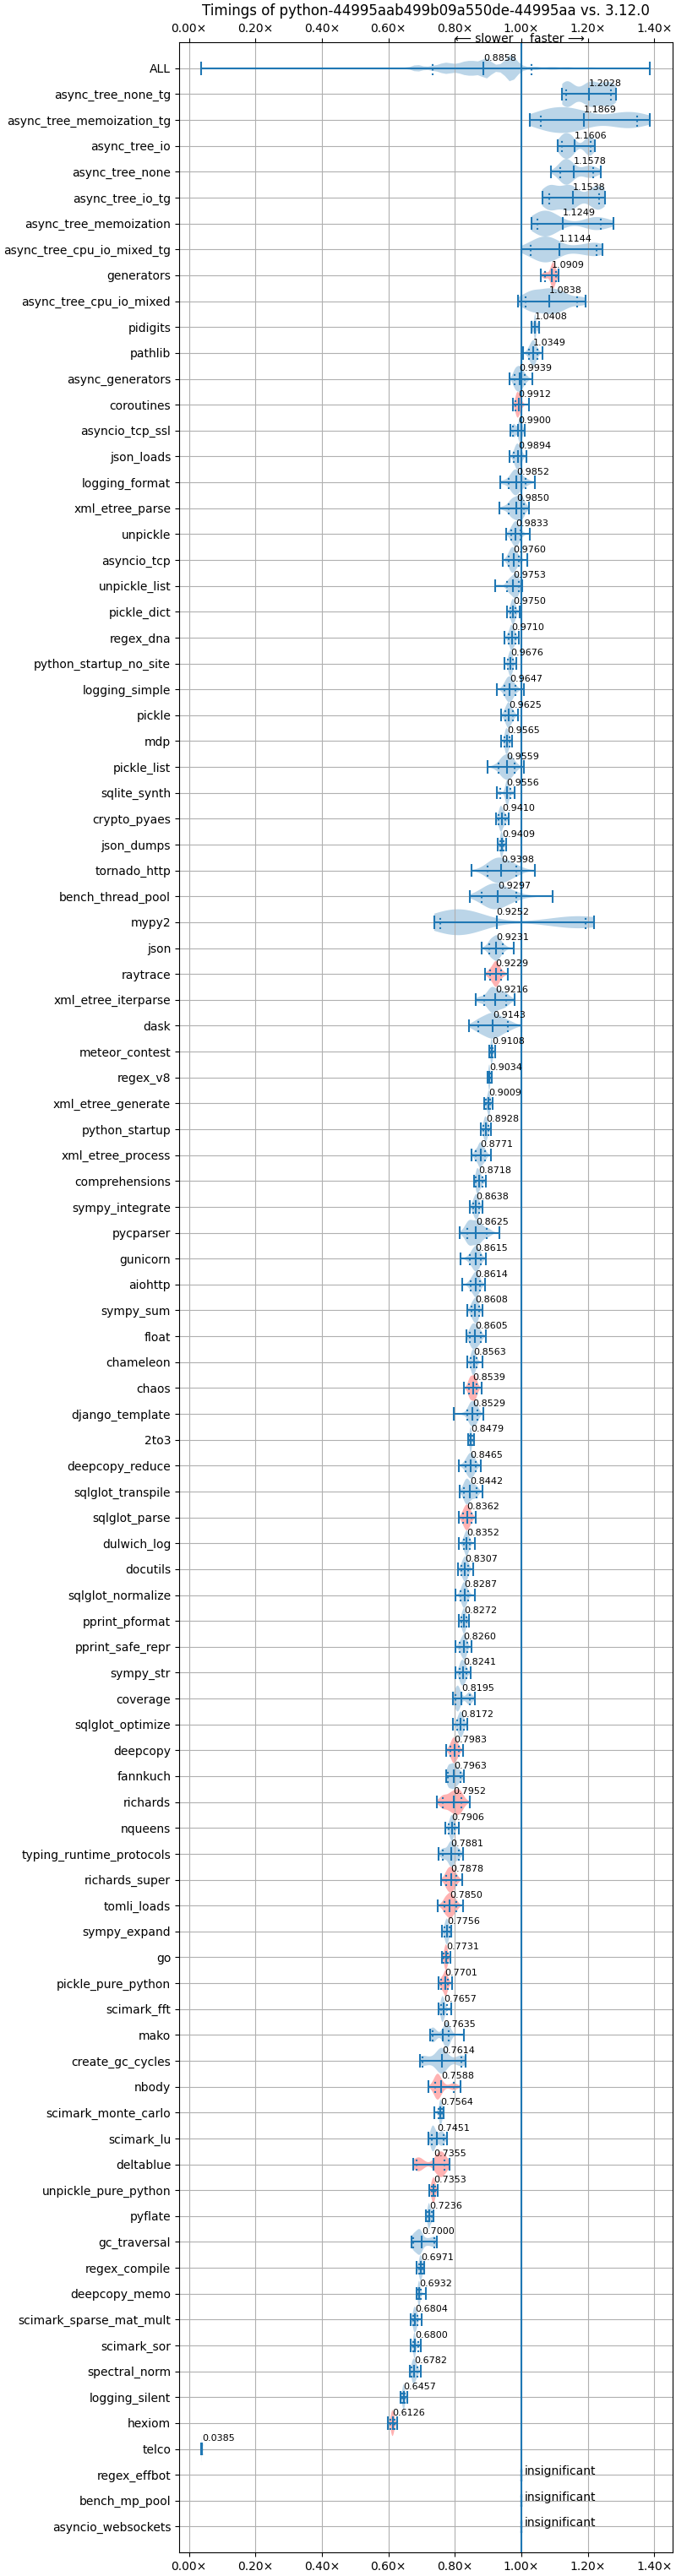 Timings of python-44995aab499b09a550de-44995aa vs. 3.12.0
0.00× 0.20× 0.40× 0.60× 0.80× 1.00× 1.20× 1.40×
⟵ slower faster ⟶
ALL 0.8858
async_tree_none_tg 1.2028
async_tree_memoization_tg 1.1869
async_tree_io 1.1606
async_tree_none 1.1578
async_tree_io_tg 1.1538
async_tree_memoization 1.1249
async_tree_cpu_io_mixed_tg 1.1144
generators 1.0909
async_tree_cpu_io_mixed 1.0838
pidigits 1.0408
pathlib 1.0349
async_generators 0.9939
coroutines 0.9912
asyncio_tcp_ssl 0.9900
json_loads 0.9894
logging_format 0.9852
xml_etree_parse 0.9850
unpickle 0.9833
asyncio_tcp 0.9760
unpickle_list 0.9753
pickle_dict 0.9750
regex_dna 0.9710
python_startup_no_site 0.9676
logging_simple 0.9647
pickle 0.9625
mdp 0.9565
pickle_list 0.9559
sqlite_synth 0.9556
crypto_pyaes 0.9410
json_dumps 0.9409
tornado_http 0.9398
bench_thread_pool 0.9297
mypy2 0.9252
json 0.9231
raytrace 0.9229
xml_etree_iterparse 0.9216
dask 0.9143
meteor_contest 0.9108
regex_v8 0.9034
xml_etree_generate 0.9009
python_startup 0.8928
xml_etree_process 0.8771
comprehensions 0.8718
sympy_integrate 0.8638
pycparser 0.8625
gunicorn 0.8615
aiohttp 0.8614
sympy_sum 0.8608
float 0.8605
chameleon 0.8563
chaos 0.8539
django_template 0.8529
2to3 0.8479
deepcopy_reduce 0.8465
sqlglot_transpile 0.8442
sqlglot_parse 0.8362
dulwich_log 0.8352
docutils 0.8307
sqlglot_normalize 0.8287
pprint_pformat 0.8272
pprint_safe_repr 0.8260
sympy_str 0.8241
coverage 0.8195
sqlglot_optimize 0.8172
deepcopy 0.7983
fannkuch 0.7963
richards 0.7952
nqueens 0.7906
typing_runtime_protocols 0.7881
richards_super 0.7878
tomli_loads 0.7850
sympy_expand 0.7756
go 0.7731
pickle_pure_python 0.7701
scimark_fft 0.7657
mako 0.7635
create_gc_cycles 0.7614
nbody 0.7588
scimark_monte_carlo 0.7564
scimark_lu 0.7451
deltablue 0.7355
unpickle_pure_python 0.7353
pyflate 0.7236
gc_traversal 0.7000
regex_compile 0.6971
deepcopy_memo 0.6932
scimark_sparse_mat_mult 0.6804
scimark_sor 0.6800
spectral_norm 0.6782
logging_silent 0.6457
hexiom 0.6126
telco 0.0385
regex_effbot insignificant
bench_mp_pool insignificant
asyncio_websockets insignificant
0.00× 0.20× 0.40× 0.60× 0.80× 1.00× 1.20× 1.40×